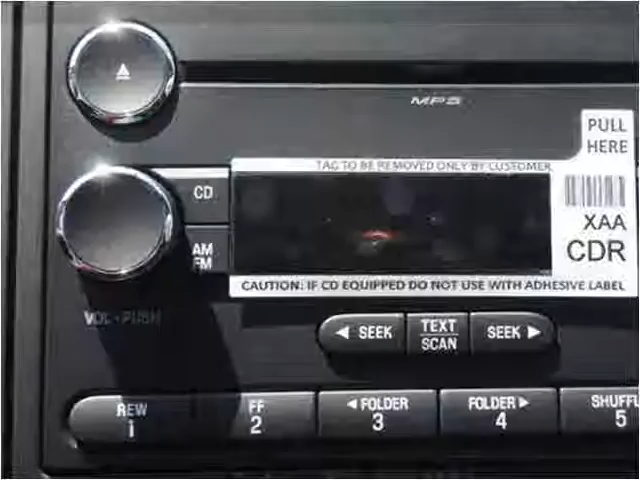 MP3
PULL
HERE
TAG TO BE REMOVED ONLY BY CUSTOMER
CD
XAA
CDR
AM
FM
CAUTION: IF CD EQUIPPED DO NOT USE WITH ADHESIVE LABEL
VOL - PUSH
◄ SEEK
TEXT
SCAN
SEEK ►
REW
1
FF
2
◄ FOLDER
3
FOLDER ►
4
SHUFFL
5